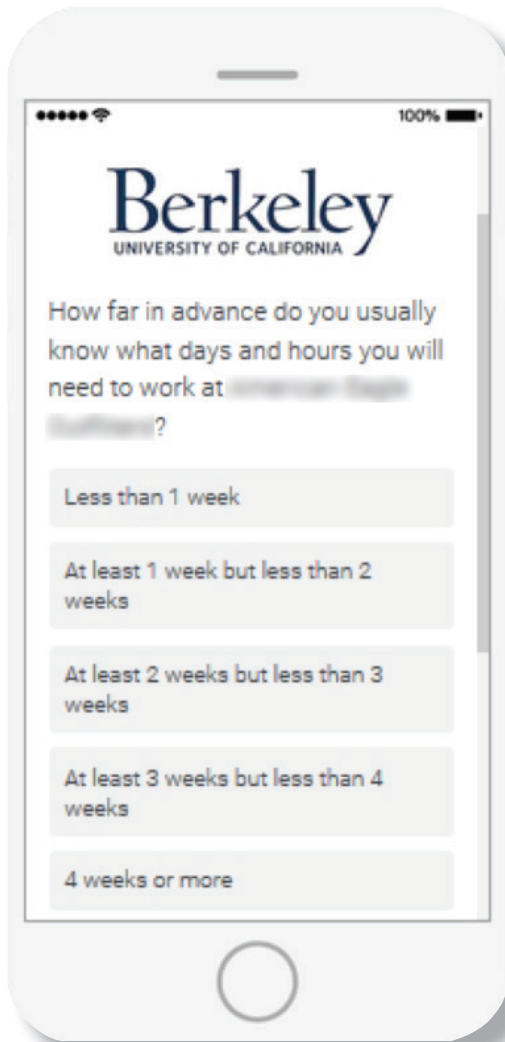 100%
Berkeley
UNIVERSITY OF CALIFORNIA
How far in advance do you usually
know what days and hours you will
need to work at
?
Less than 1 week
At least 1 week but less than 2
weeks
At least 2 weeks but less than 3
weeks
At least 3 weeks but less than 4
weeks
4 weeks or more